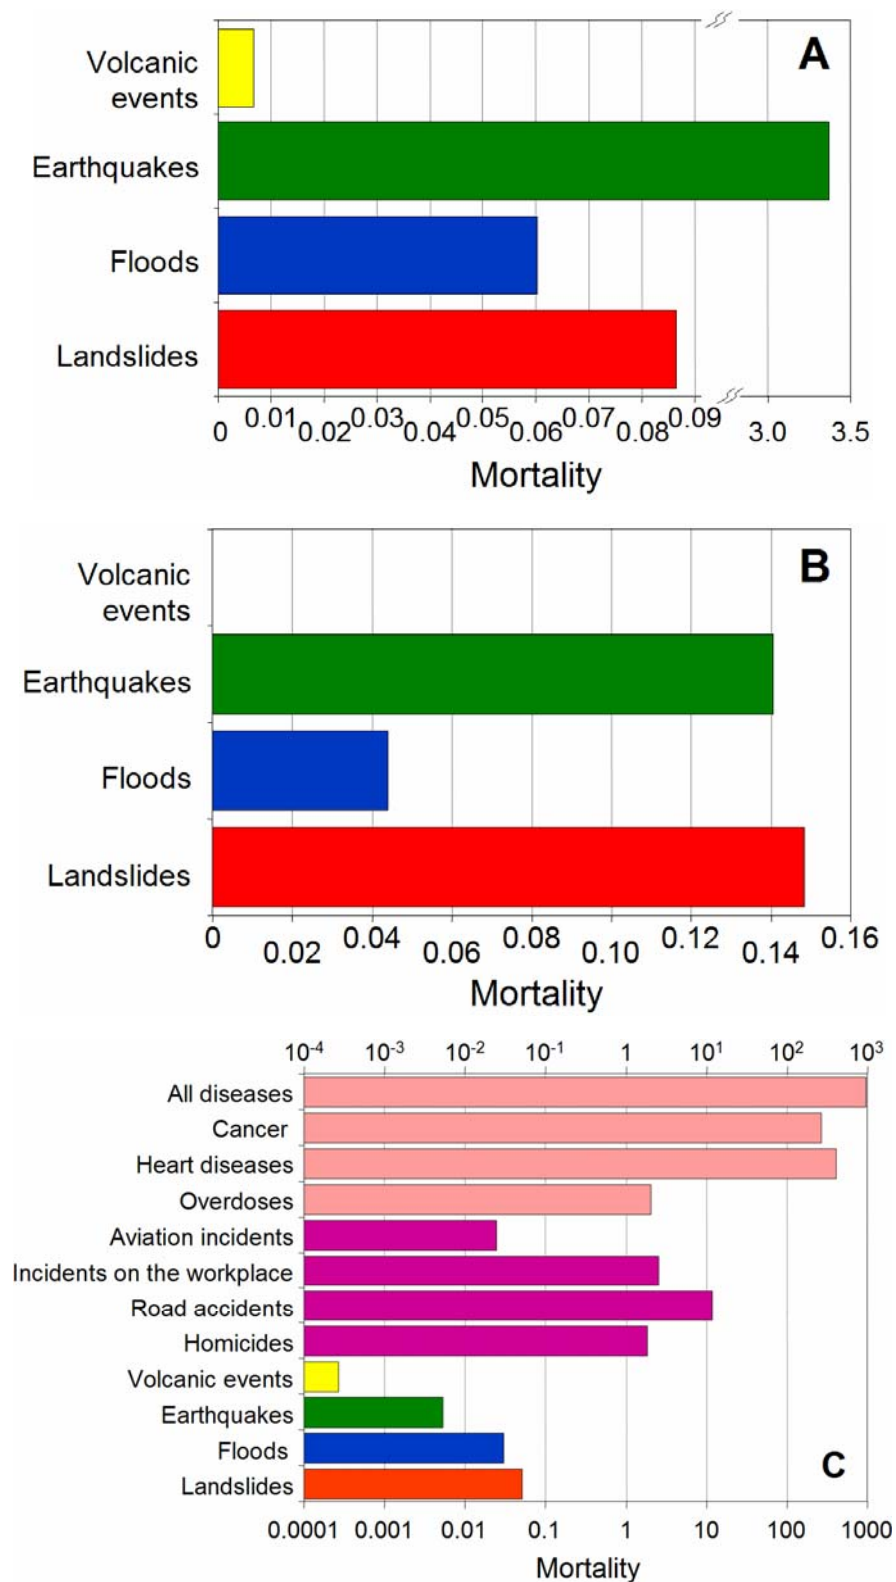 A
Volcanic
events
Earthquakes
Floods
Landslides
0 0.01 0.02 0.03 0.04 0.05 0.06 0.07 0.08 0.09 3.0 3.5
Mortality
B
Volcanic
events
Earthquakes
Floods
Landslides
0 0.02 0.04 0.06 0.08 0.10 0.12 0.14 0.16
Mortality
10⁻⁴ 10⁻³ 10⁻² 10⁻¹ 1 10¹ 10² 10³
All diseases
Cancer
Heart diseases
Overdoses
Aviation incidents
Incidents on the workplace
Road accidents
Homicides
Volcanic events
Earthquakes
Floods
C
Landslides
0.0001 0.001 0.01 0.1 1 10 100 1000
Mortality